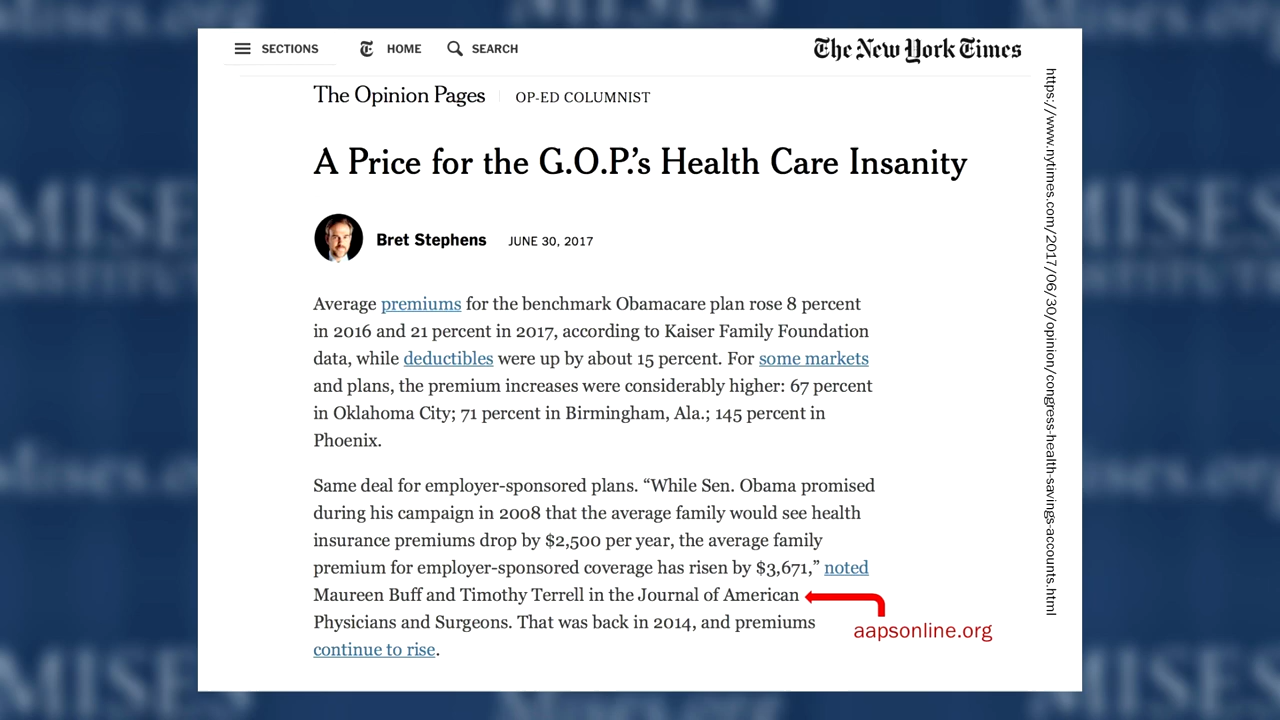 SECTIONS HOME SEARCH The New York Times
The Opinion Pages OP-ED COLUMNIST
A Price for the G.O.P.'s Health Care Insanity
Bret Stephens JUNE 30, 2017
Average premiums for the benchmark Obamacare plan rose 8 percent
in 2016 and 21 percent in 2017, according to Kaiser Family Foundation
data, while deductibles were up by about 15 percent. For some markets
and plans, the premium increases were considerably higher: 67 percent
in Oklahoma City; 71 percent in Birmingham, Ala.; 145 percent in
Phoenix.
Same deal for employer-sponsored plans. “While Sen. Obama promised
during his campaign in 2008 that the average family would see health
insurance premiums drop by $2,500 per year, the average family
premium for employer-sponsored coverage has risen by $3,671,” noted
Maureen Buff and Timothy Terrell in the Journal of American
Physicians and Surgeons. That was back in 2014, and premiums
continue to rise.
aapsonline.org
https://www.nytimes.com/2017/06/30/opinion/congress-health-savings-accounts.html
Mises.org
MISES
INSTITUTE